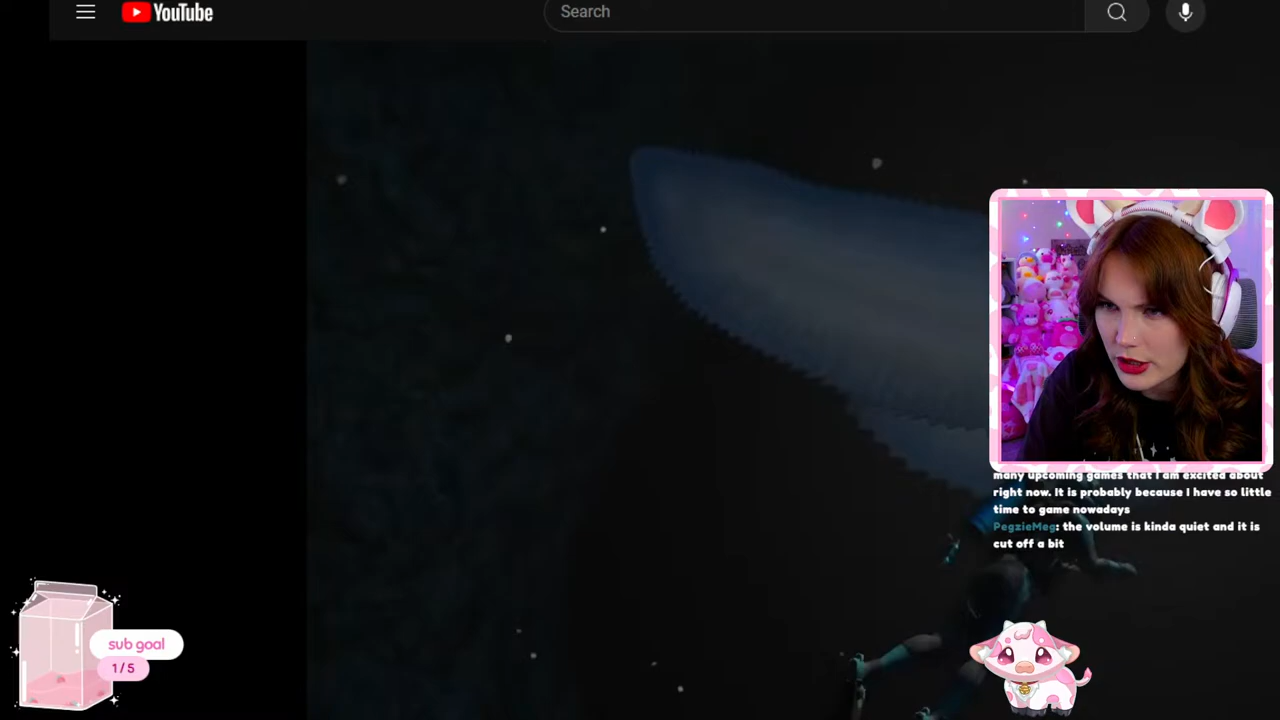 YouTube
Search
many upcoming games that I am excited about
right now. It is probably because I have so little
time to game nowadays
PegzieMeg: the volume is kinda quiet and it is
cut off a bit
sub goal
1/5